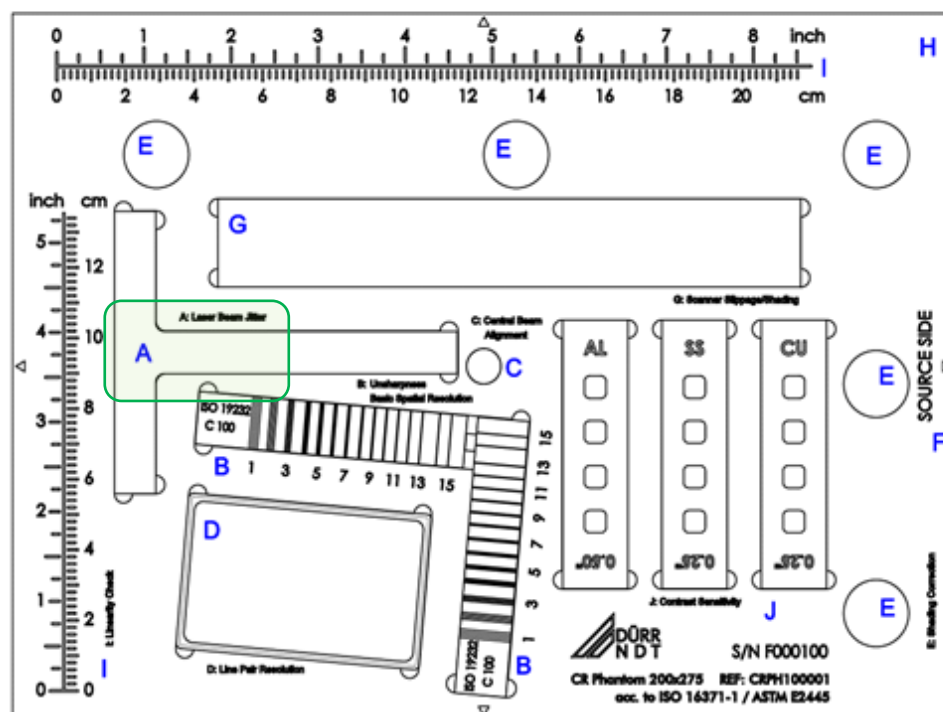 0 1 2 3 4 5 6 7 8 inch
H
I
0 2 4 6 8 10 12 14 16 18 20 cm
E E E
inch cm
G
5
12
G: Scanner Slippage/Shading
A: Laser Beam Jitter
C: Central Beam
Alignment
4 10
A
C
AL SS CU
E
SOURCE SIDE
B: Unsharpness
Basic Spatial Resolution
ISO 19232
C 100
8
3
F
B 1 3 5 7 9 11 13 15
15
13
11
9
7
5
3
1
6
2
D
0.50" 0.25" 0.25"
4
1
2
0 0
I: Linearity Check
I
J: Contrast Sensitivity
J
E
E: Shading Correction
D: Line Pair Resolution
ISO 19232
C 100
B
DÜRR
NDT
S/N F000100
CR Phantom 200x275 REF: CRPH100001
acc. to ISO 16371-1 / ASTM E2445